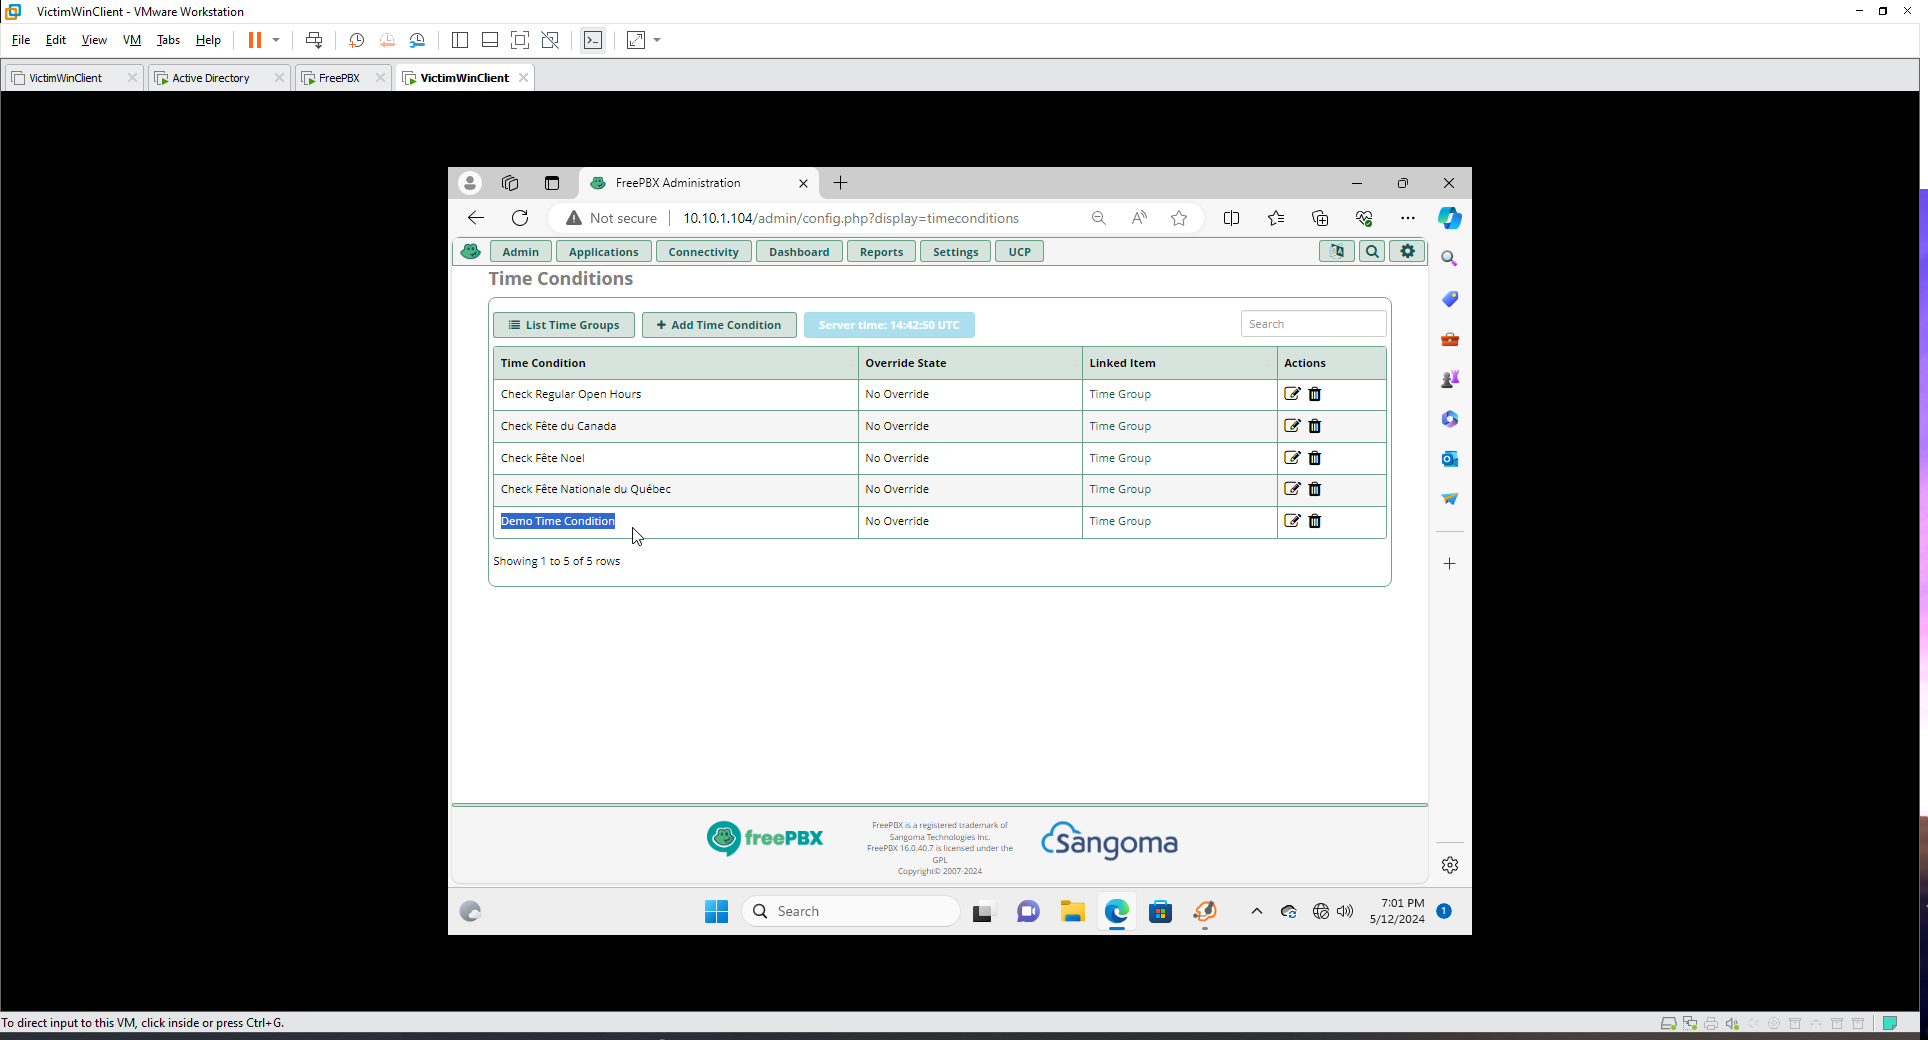 VictimWinClient - VMware Workstation
File Edit View VM Tabs Help
VictimWinClient Active Directory FreePBX VictimWinClient
FreePBX Administration
Not secure 10.10.1.104/admin/config.php?display=timeconditions
Admin Applications Connectivity Dashboard Reports Settings UCP
Time Conditions
List Time Groups Add Time Condition Server time: 14:42:50 UTC Search
Time Condition Override State Linked Item Actions
Check Regular Open Hours No Override Time Group
Check Fête du Canada No Override Time Group
Check Fête Noel No Override Time Group
Check Fête Nationale du Québec No Override Time Group
Demo Time Condition No Override Time Group
Showing 1 to 5 of 5 rows
freePBX
FreePBX is a registered trademark of
Sangoma Technologies Inc.
FreePBX 16.0.40.7 is licensed under the
GPL
Copyright© 2007-2024
Sangoma
Search
7:01 PM
5/12/2024
1
To direct input to this VM, click inside or press Ctrl+G.